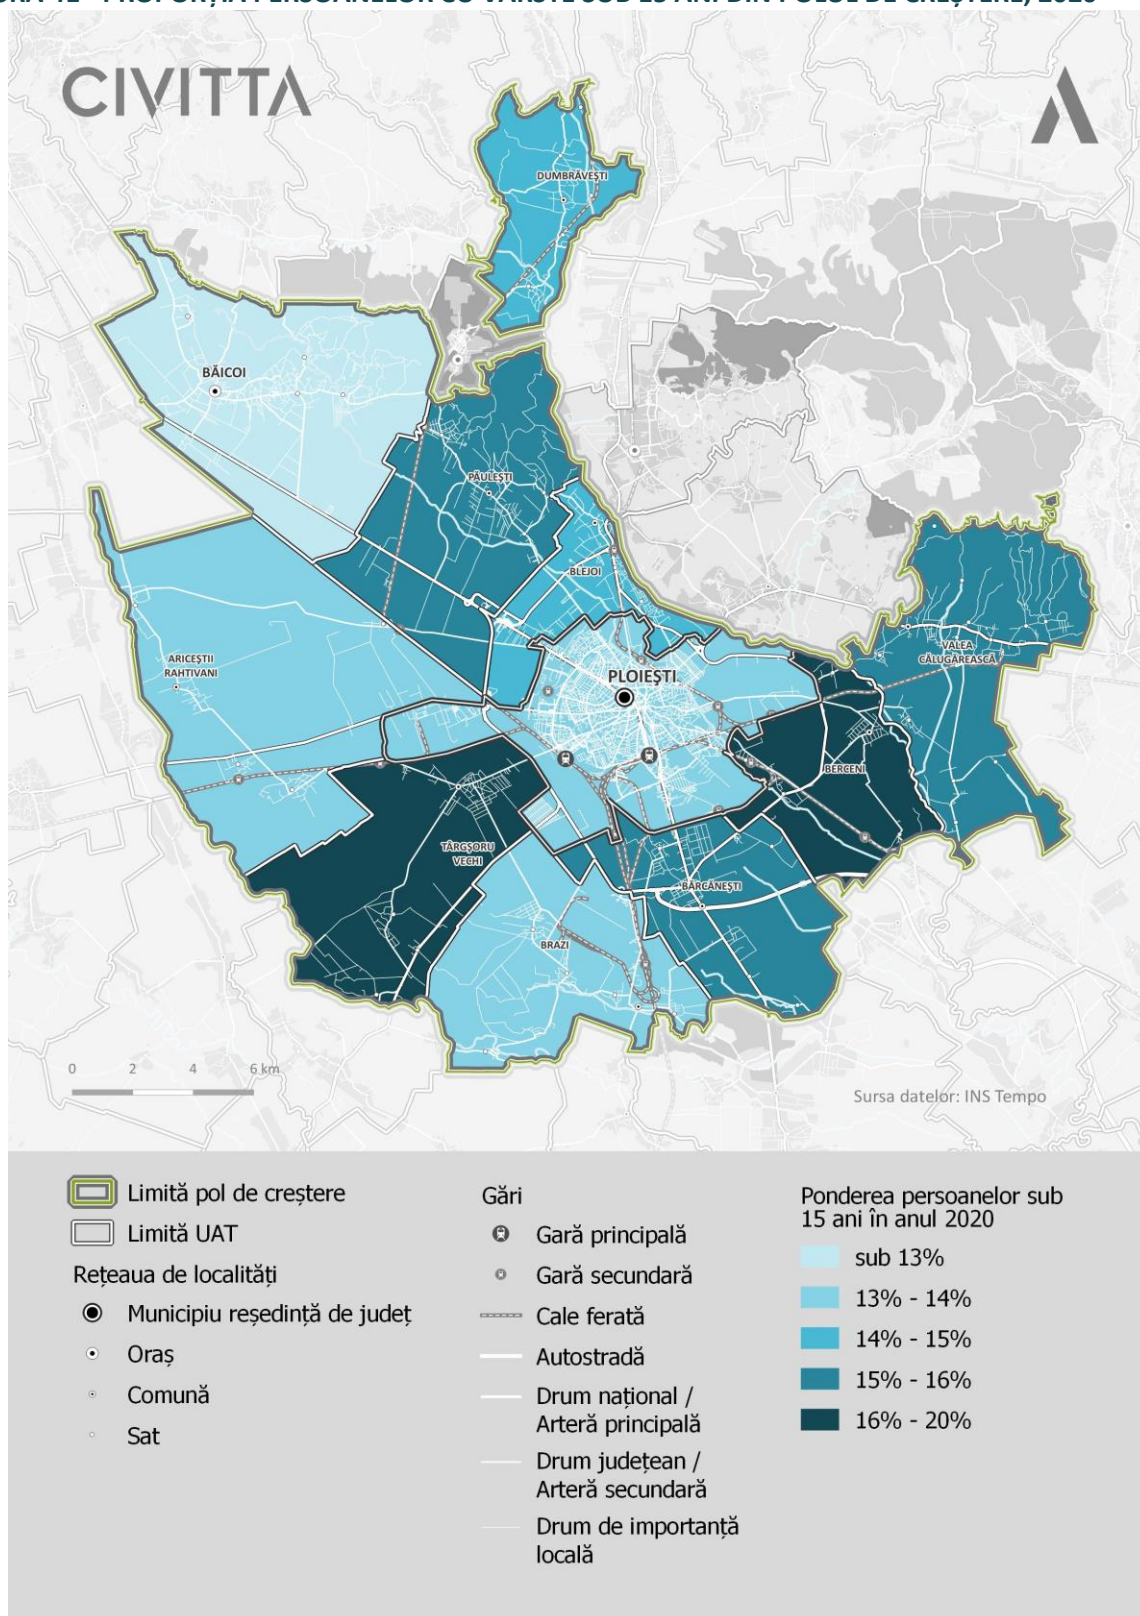 CIVITTA
DUMBRĂVEȘTI
BĂICOI
PĂULEȘTI
BLEJOI
ARICEȘTII
RAHTIVANI
PLOIEȘTI
VALEA
CĂLUGĂREASCĂ
BERCENI
TÂRGȘORU
VECHI
BĂRCĂNEȘTI
BRAZI
0 2 4 6 km
Sursa datelor: INS Tempo
Limită pol de creștere
Limită UAT
Rețeaua de localități
Municipiu reședință de județ
Oraș
Comună
Sat
Gări
Gară principală
Gară secundară
Cale ferată
Autostradă
Drum național /
Arteră principală
Drum județean /
Arteră secundară
Drum de importanță
locală
Ponderea persoanelor sub
15 ani în anul 2020
sub 13%
13% - 14%
14% - 15%
15% - 16%
16% - 20%